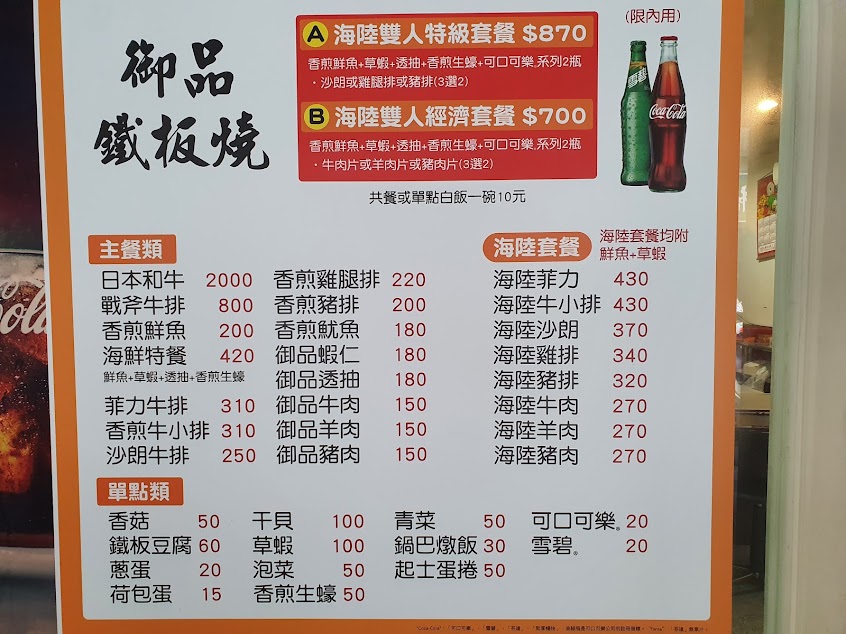 御品
鐵板燒
A 海陸雙人特級套餐 $870
香煎鮮魚+草蝦+透抽+香煎生蠔+可口可樂®系列2瓶
・沙朗或雞腿排或豬排(3選2)
B 海陸雙人經濟套餐 $700
香煎鮮魚+草蝦+透抽+香煎生蠔+可口可樂®系列2瓶
・牛肉片或羊肉片或豬肉片(3選2)
(限內用)
雪碧
Coca-Cola
共餐或單點白飯一碗10元
主餐類
日本和牛 2000
戰斧牛排 800
香煎鮮魚 200
海鮮特餐 420
鮮魚+草蝦+透抽+香煎生蠔
菲力牛排 310
香煎牛小排 310
沙朗牛排 250
香煎雞腿排 220
香煎豬排 200
香煎魷魚 180
御品蝦仁 180
御品透抽 180
御品牛肉 150
御品羊肉 150
御品豬肉 150
海陸套餐 海陸套餐均附
鮮魚+草蝦
海陸菲力 430
海陸牛小排 430
海陸沙朗 370
海陸雞排 340
海陸豬排 320
海陸牛肉 270
海陸羊肉 270
海陸豬肉 270
單點類
香菇 50
鐵板豆腐 60
蔥蛋 20
荷包蛋 15
干貝 100
草蝦 100
泡菜 50
香煎生蠔 50
青菜 50
鍋巴燉飯 30
起士蛋捲 50
可口可樂® 20
雪碧® 20